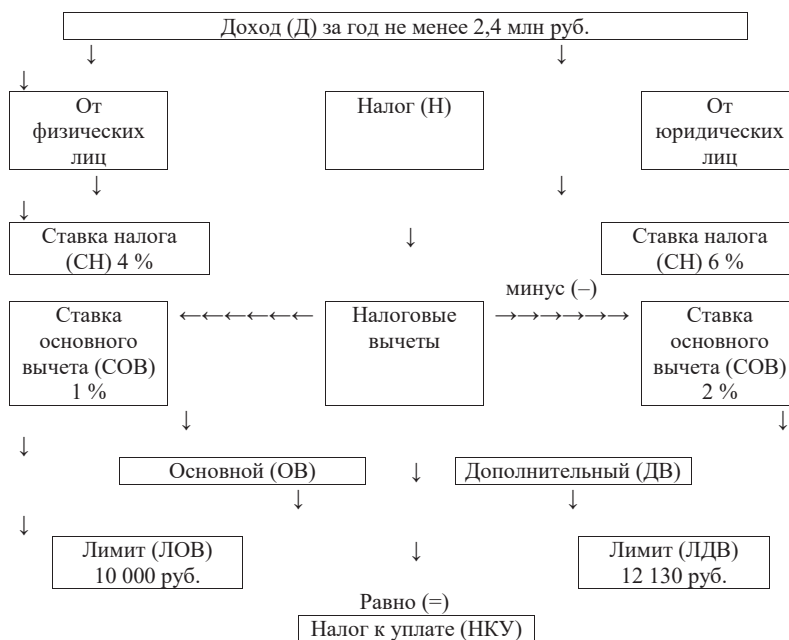 Доход (Д) за год не менее 2,4 млн руб.
↓ ↓
↓
От
физических
лиц
Налог (Н)
От
юридических
лиц
↓ ↓
↓
Ставка налога
(СН) 4 %
↓
Ставка налога
(СН) 6 %
минус (–)
Ставка
основного
вычета (СОВ)
1 %
←←←←←←
Налоговые
вычеты
→→→→→→
Ставка
основного
вычета (СОВ)
2 %
↓ ↓
↓
Основной (ОВ)
↓
Дополнительный (ДВ)
↓ ↓
↓
Лимит (ЛОВ)
10 000 руб.
↓
Лимит (ЛДВ)
12 130 руб.
Равно (=)
Налог к уплате (НКУ)